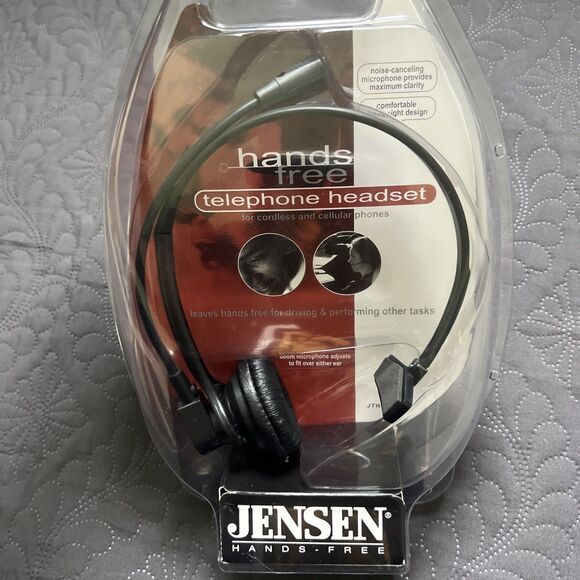 noise-canceling
microphone provides
maximum clarity
comfortable
design
hands
free
telephone headset
for cordless and cellular phones
leaves hands free for driving & performing other tasks
boom microphone adjusts
to fit over either ear
JENSEN®
HANDS-FREE